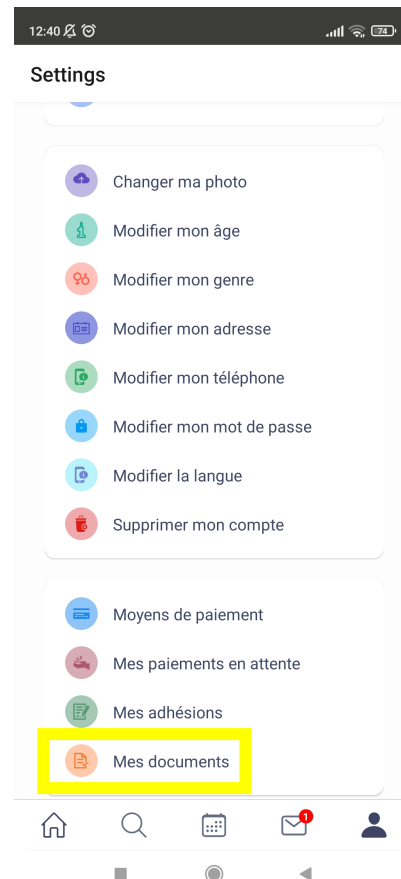 12:40 74
Settings
Changer ma photo
Modifier mon âge
Modifier mon genre
Modifier mon adresse
Modifier mon téléphone
Modifier mon mot de passe
Modifier la langue
Supprimer mon compte
Moyens de paiement
Mes paiements en attente
Mes adhésions
Mes documents
1